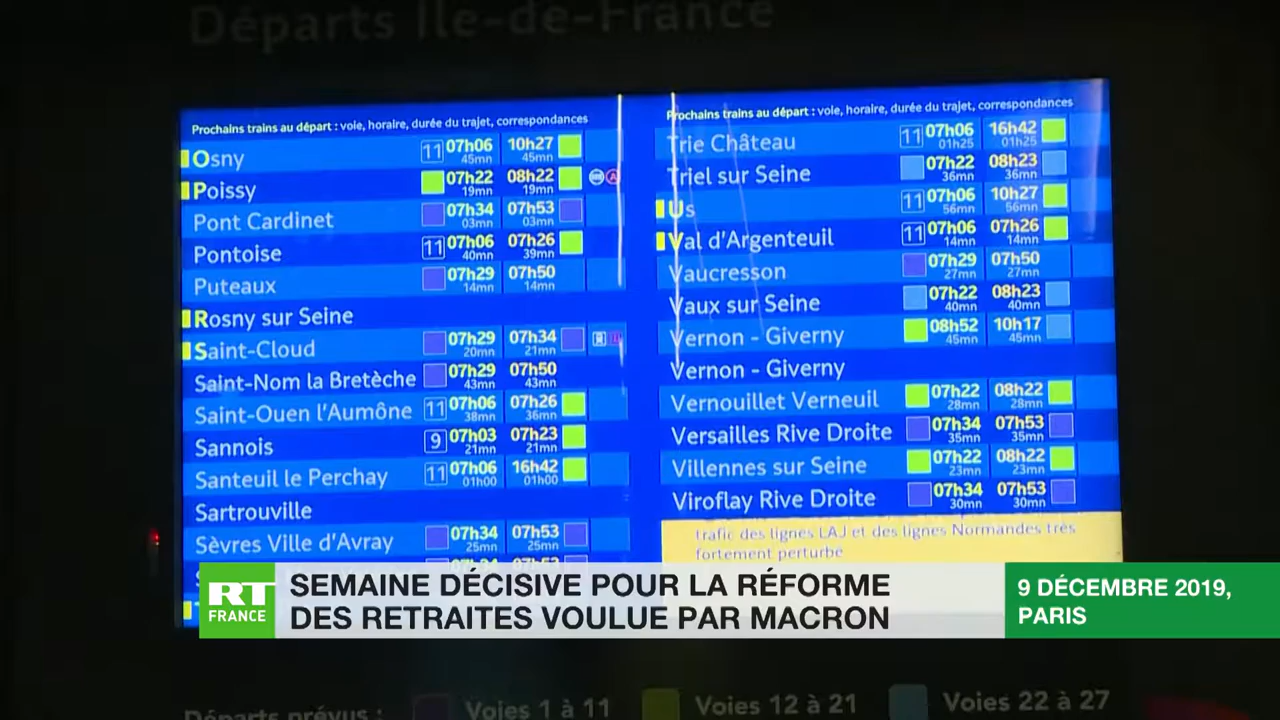 Départs Ile-de-France
Prochains trains au départ : voie, horaire, durée du trajet, correspondances
Osny 11 07h06 45mn 10h27 45mn
Poissy 07h22 19mn 08h22 19mn
Pont Cardinet 07h34 03mn 07h53 03mn
Pontoise 11 07h06 40mn 07h26 39mn
Puteaux 07h29 14mn 07h50 14mn
Rosny sur Seine
Saint-Cloud 07h29 20mn 07h34 21mn
Saint-Nom la Bretèche 07h29 43mn 07h50 43mn
Saint-Ouen l'Aumône 11 07h06 38mn 07h26 36mn
Sannois 9 07h03 21mn 07h23 21mn
Santeuil le Perchay 11 07h06 01h00 16h42 01h00
Sartrouville
Sèvres Ville d'Avray 07h34 25mn 07h53 25mn
Prochains trains au départ : voie, horaire, durée du trajet, correspondances
Trie Château 11 07h06 01h25 16h42 01h25
Triel sur Seine 07h22 36mn 08h23 36mn
Us 11 07h06 56mn 10h27 56mn
Val d'Argenteuil 11 07h06 14mn 07h26 14mn
Vaucresson 07h29 27mn 07h50 27mn
Vaux sur Seine 07h22 40mn 08h23 40mn
Vernon - Giverny 08h52 45mn 10h17 45mn
Vernon - Giverny
Vernouillet Verneuil 07h22 28mn 08h22 28mn
Versailles Rive Droite 07h34 35mn 07h53 35mn
Villennes sur Seine 07h22 23mn 08h22 23mn
Viroflay Rive Droite 07h34 30mn 07h53 30mn
trafic des lignes LAJ et des lignes Normandes très
fortement perturbé
RT
FRANCE
SEMAINE DÉCISIVE POUR LA RÉFORME
DES RETRAITES VOULUE PAR MACRON
9 DÉCEMBRE 2019,
PARIS
Départs prévus : Voies 1 à 11 Voies 12 à 21 Voies 22 à 27